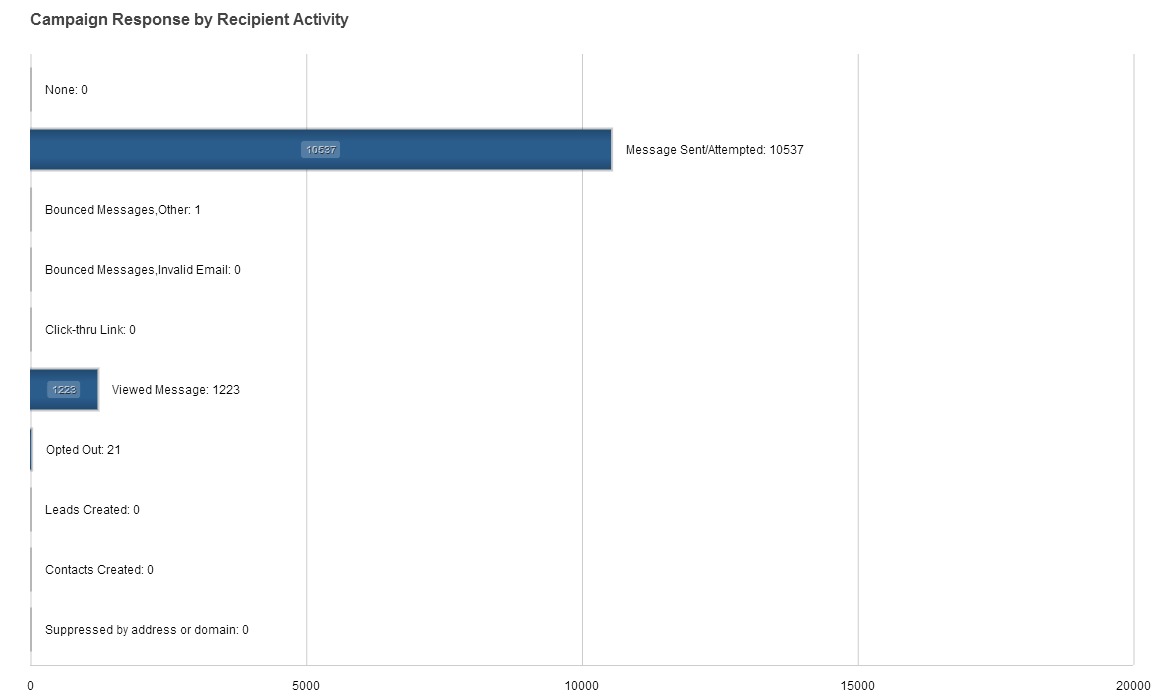 Campaign Response by Recipient Activity
None: 0
10537 Message Sent/Attempted: 10537
Bounced Messages,Other: 1
Bounced Messages,Invalid Email: 0
Click-thru Link: 0
1223 Viewed Message: 1223
Opted Out: 21
Leads Created: 0
Contacts Created: 0
Suppressed by address or domain: 0
0 5000 10000 15000 20000